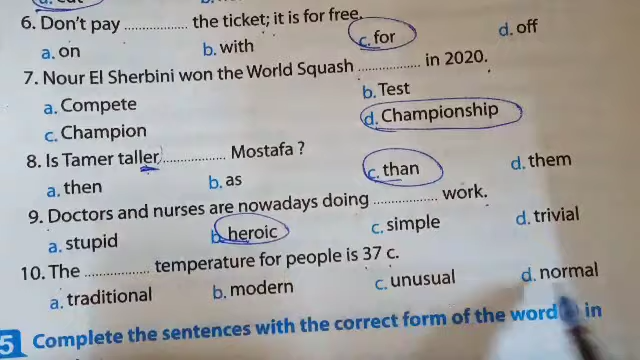 a. eat
6. Don't pay ................ the ticket; it is for free.
a. on b. with c. for d. off
7. Nour El Sherbini won the World Squash ................ in 2020.
a. Compete b. Test
c. Champion d. Championship
8. Is Tamer taller ................ Mostafa ?
a. then b. as c. than d. them
9. Doctors and nurses are nowadays doing ................ work.
a. stupid b. heroic c. simple d. trivial
10. The ................ temperature for people is 37 c.
a. traditional b. modern c. unusual d. normal
5 Complete the sentences with the correct form of the word in